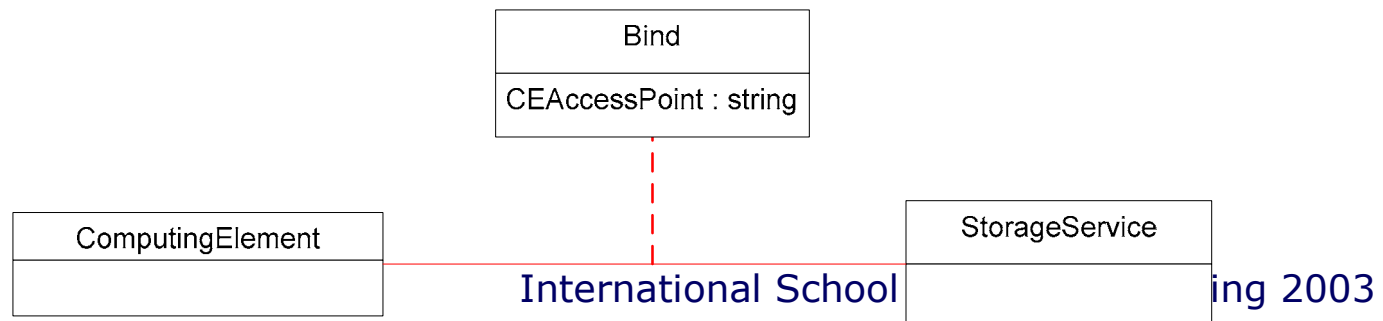 Bind
CEAccessPoint : string
ComputingElement
StorageService
International School ing 2003